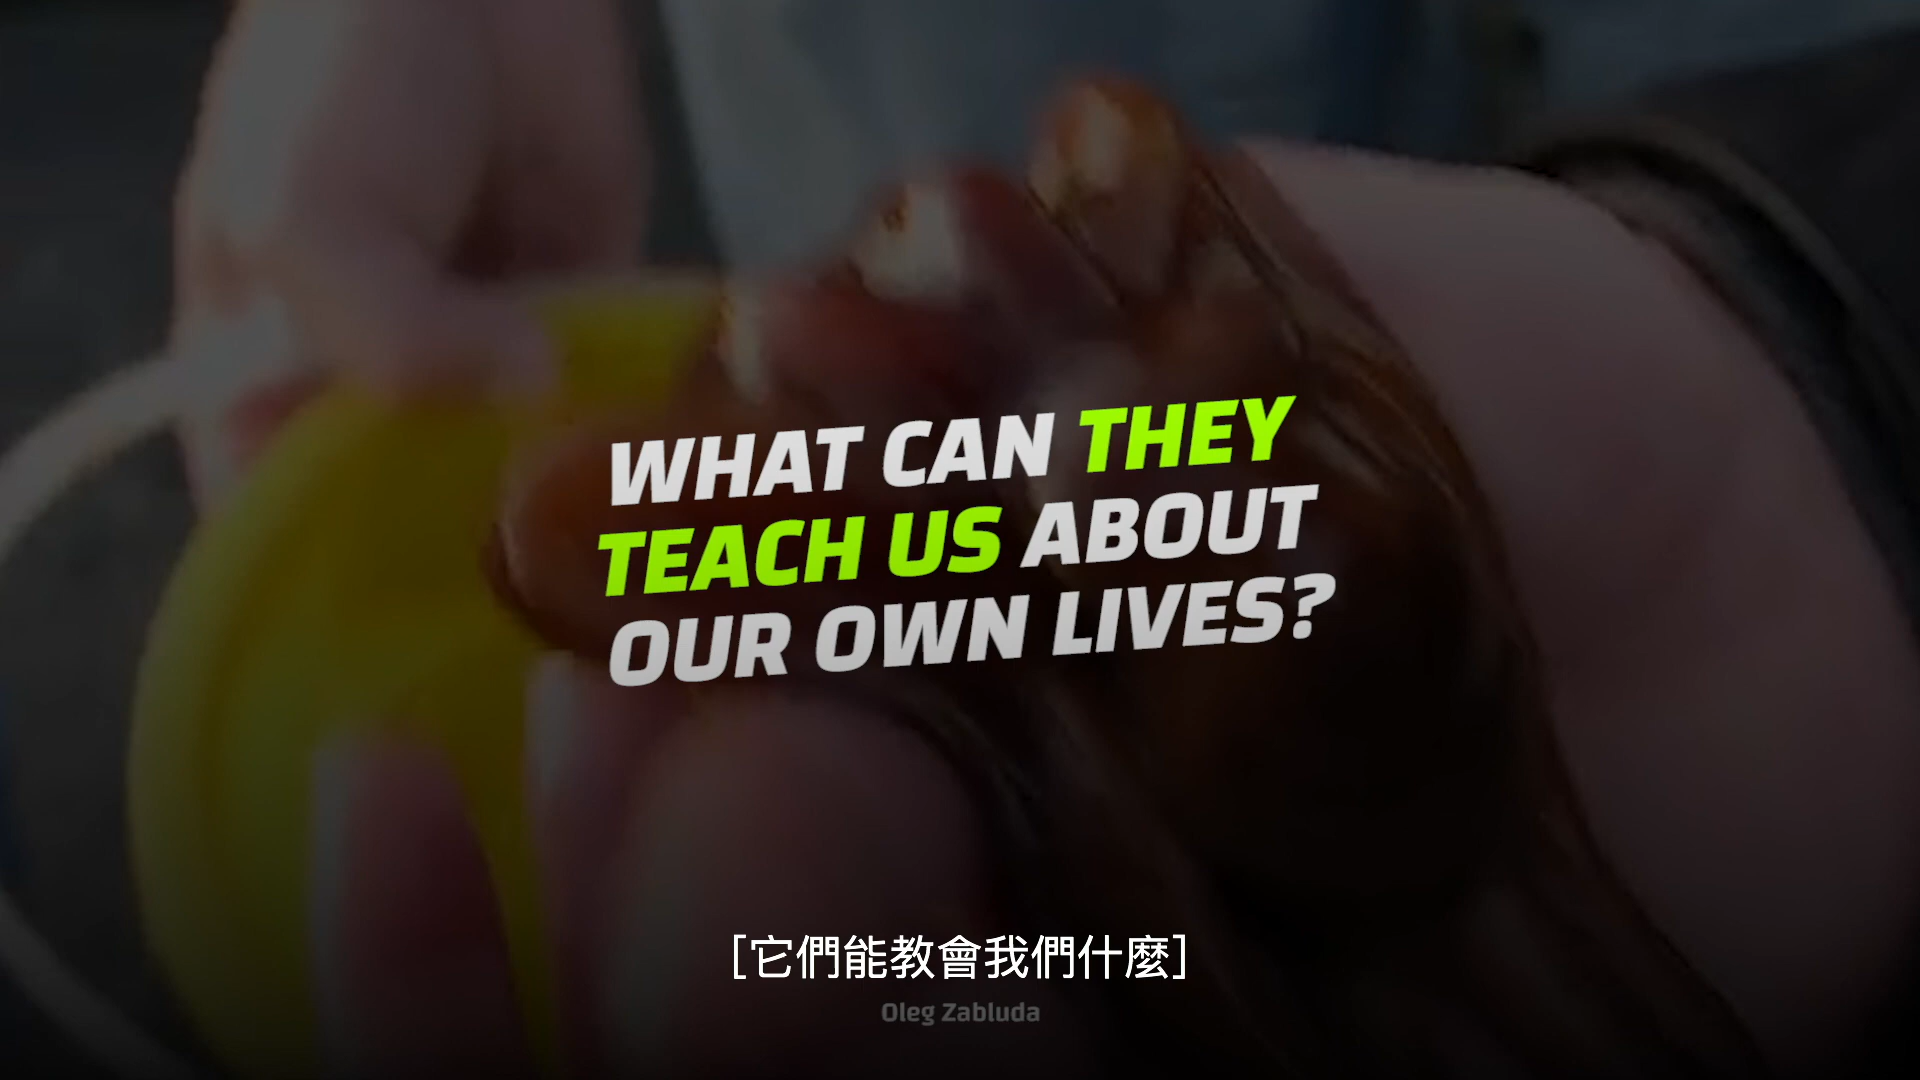 WHAT CAN THEY
TEACH US ABOUT
OUR OWN LIVES?
[它們能教會我們什麼]
Oleg Zabluda